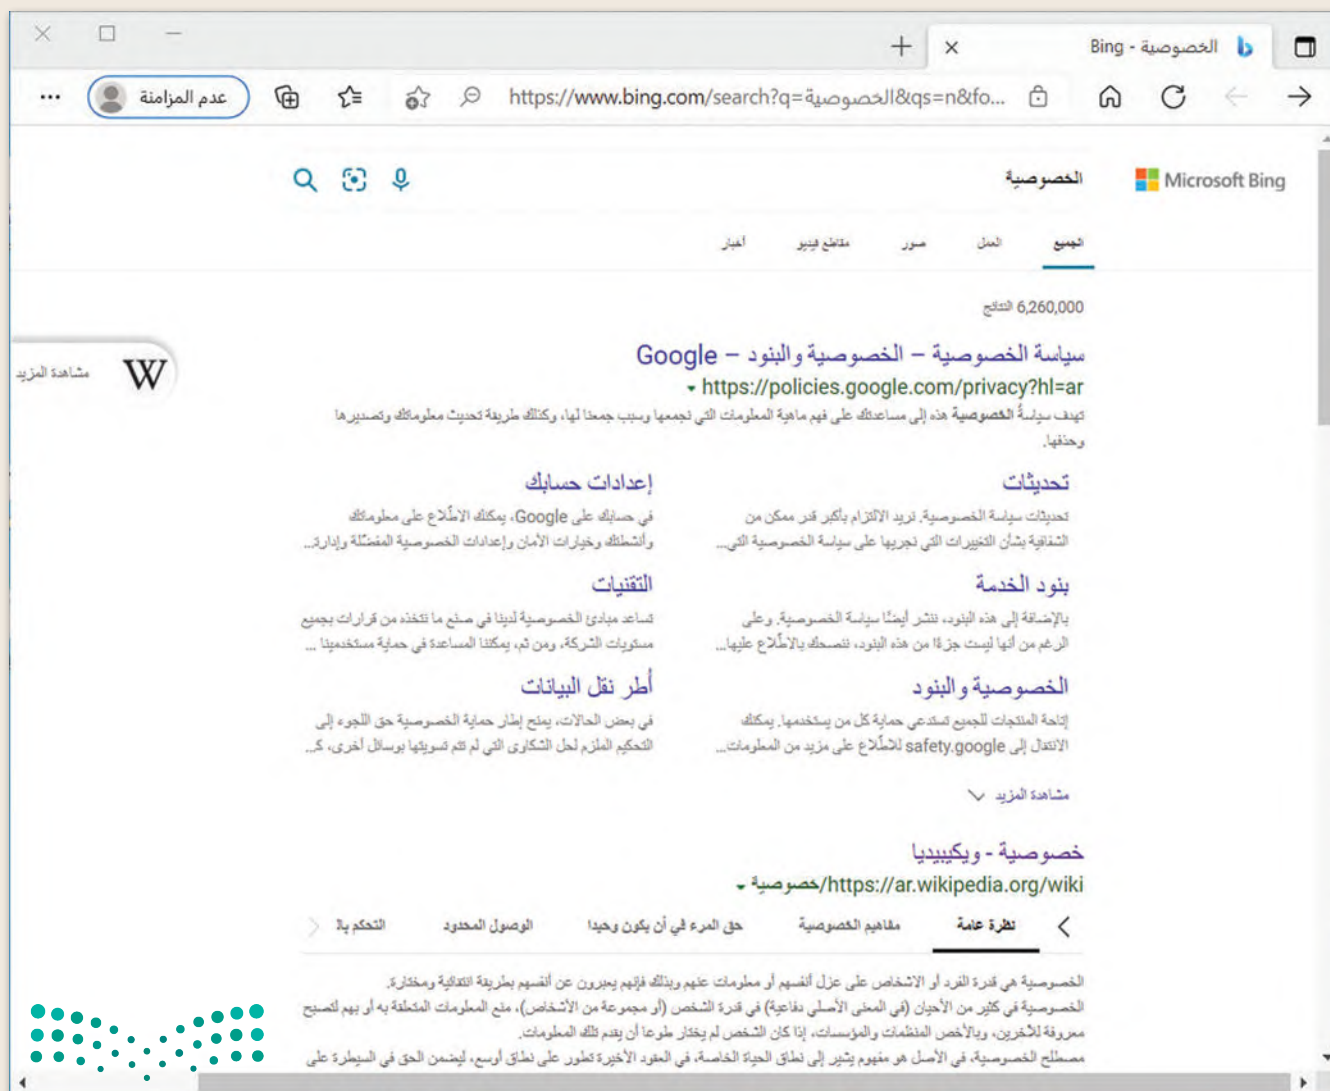 الخصوصية - Bing
https://www.bing.com/search?q=الخصوصية&qs=n&fo...
عدم المزامنة
Microsoft Bing
الخصوصية
الجميع
العمل
صور
مقاطع فيديو
أخبار
6,260,000 النتائج
مشاهدة المزيد
W
سياسة الخصوصية – الخصوصية والبنود – Google
https://policies.google.com/privacy?hl=ar
تهدف سياسةُ الخصوصية هذه إلى مساعدتك على فهم ماهية المعلومات التي نجمعها وسبب جمعنا لها، وكذلك طريقة تحديث معلوماتك وتصديرها
وحذفها.
تحديثات
تحديثات سياسة الخصوصية. نريد الالتزام بأكبر قدر ممكن من
الشفافية بشأن التغييرات التي نجريها على سياسة الخصوصية التي...
إعدادات حسابك
في حسابك على Google، يمكنك الاطّلاع على معلوماتك
وأنشطتك وخيارات الأمان وإعدادات الخصوصية المفضّلة وإدارة...
بنود الخدمة
بالإضافة إلى هذه البنود، ننشر أيضًا سياسة الخصوصية. وعلى
الرغم من أنها ليست جزءًا من هذه البنود، ننصحك بالاطّلاع عليها...
التقنيات
تساعد مبادئ الخصوصية لدينا في صنع ما نتخذه من قرارات بجميع
مستويات الشركة، ومن ثم، يمكننا المساعدة في حماية مستخدمينا ...
الخصوصية والبنود
إتاحة المنتجات للجميع تستدعي حماية كل من يستخدمها. يمكنك
الانتقال إلى safety.google للاطّلاع على مزيد من المعلومات...
أطر نقل البيانات
في بعض الحالات، يمنح إطار حماية الخصوصية حق اللجوء إلى
التحكيم الملزم لحل الشكاوى التي لم تتم تسويتها بوسائل أخرى، كـ...
مشاهدة المزيد
خصوصية - ويكيبيديا
https://ar.wikipedia.org/wiki/خصوصية
نظرة عامة
مفاهيم الخصوصية
حق المرء في أن يكون وحيدا
الوصول المحدود
التحكم بالـ
الخصوصية هي قدرة الفرد أو الاشخاص على عزل أنفسهم أو معلومات عنهم وبذلك فإنهم يعبرون عن أنفسهم بطريقة انتقائية ومختارة.
الخصوصية في كثير من الأحيان (في المعنى الأصلي دفاعية) في قدرة الشخص (أو مجموعة من الأشخاص)، منع المعلومات المتعلقة به أو بهم لتصبح
معروفة للآخرين، وبالأخص المنظمات والمؤسسات، إذا كان الشخص لم يختار طوعا أن يقدم تلك المعلومات.
مصطلح الخصوصية، في الأصل هو مفهوم يشير إلى نطاق الحياة الخاصة، في العقود الأخيرة تطور على نطاق أوسع، ليضمن الحق في السيطرة على